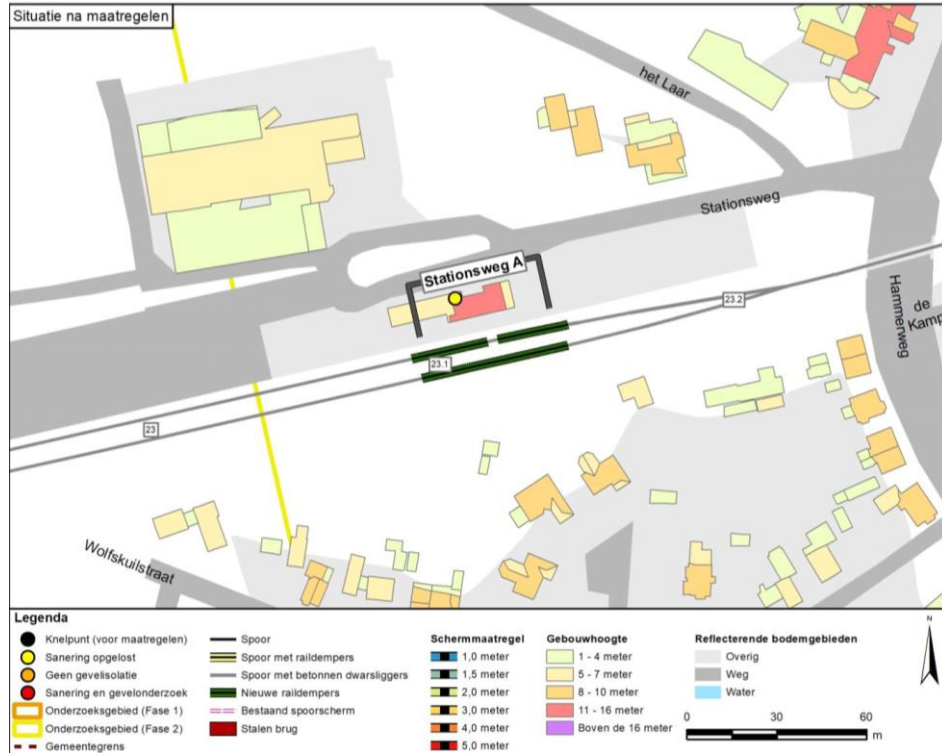 Situatie na maatregelen
het Laar
Stationsweg
Stationsweg A
23.2
Hammerweg
de Kamp
23.1
23
Wolfskuilstraat
N
Legenda
Knelpunt (voor maatregelen)
Sanering opgelost
Geen gevelisolatie
Sanering en gevelonderzoek
Onderzoeksgebied (Fase 1)
Onderzoeksgebied (Fase 2)
Gemeentegrens
Spoor
Spoor met raildempers
Spoor met betonnen dwarsliggers
Nieuwe raildempers
Bestaand spoorscherm
Stalen brug
Schermmaatregel
1,0 meter
1,5 meter
2,0 meter
3,0 meter
4,0 meter
5,0 meter
Gebouwhoogte
1 - 4 meter
5 - 7 meter
8 - 10 meter
11 - 16 meter
Boven de 16 meter
Reflecterende bodemgebieden
Overig
Weg
Water
0 30 60
m